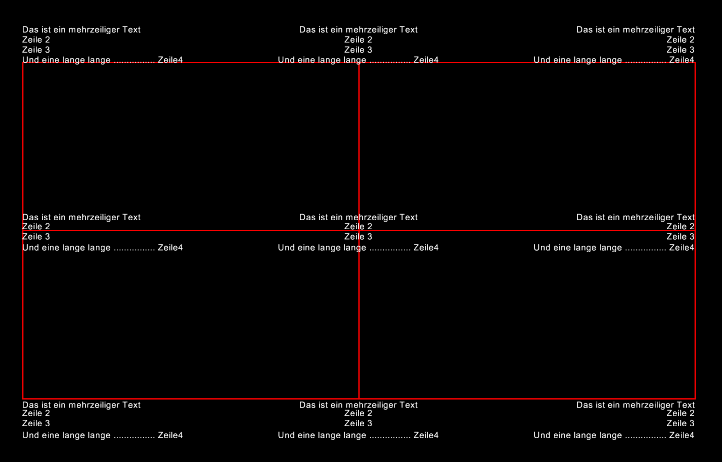 Das ist ein mehrzeiliger Text Das ist ein mehrzeiliger Text Das ist ein mehrzeiliger Text
Zeile 2 Zeile 2 Zeile 2
Zeile 3 Zeile 3 Zeile 3
Und eine lange lange ................ Zeile4 Und eine lange lange ................ Zeile4 Und eine lange lange ................ Zeile4
Das ist ein mehrzeiliger Text Das ist ein mehrzeiliger Text Das ist ein mehrzeiliger Text
Zeile 2 Zeile 2 Zeile 2
Zeile 3 Zeile 3 Zeile 3
Und eine lange lange ................ Zeile4 Und eine lange lange ................ Zeile4 Und eine lange lange ................ Zeile4
Das ist ein mehrzeiliger Text Das ist ein mehrzeiliger Text Das ist ein mehrzeiliger Text
Zeile 2 Zeile 2 Zeile 2
Zeile 3 Zeile 3 Zeile 3
Und eine lange lange ................ Zeile4 Und eine lange lange ................ Zeile4 Und eine lange lange ................ Zeile4